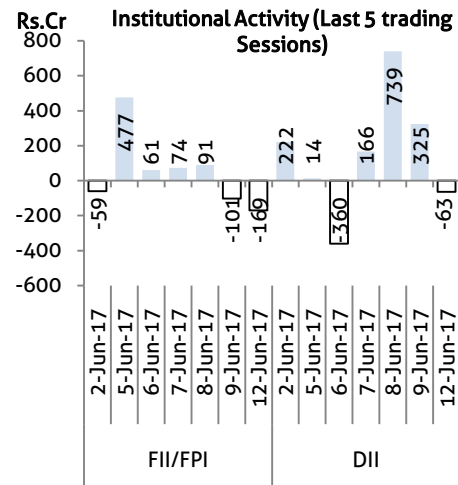 Rs.Cr
Institutional Activity (Last 5 trading
Sessions)
800
600
400
200
0
-200
-400
-600
-59
477
61
74
91
-101
-169
222
14
-360
166
739
325
-63
2-Jun-17
5-Jun-17
6-Jun-17
7-Jun-17
8-Jun-17
9-Jun-17
12-Jun-17
2-Jun-17
5-Jun-17
6-Jun-17
7-Jun-17
8-Jun-17
9-Jun-17
12-Jun-17
FII/FPI
DII